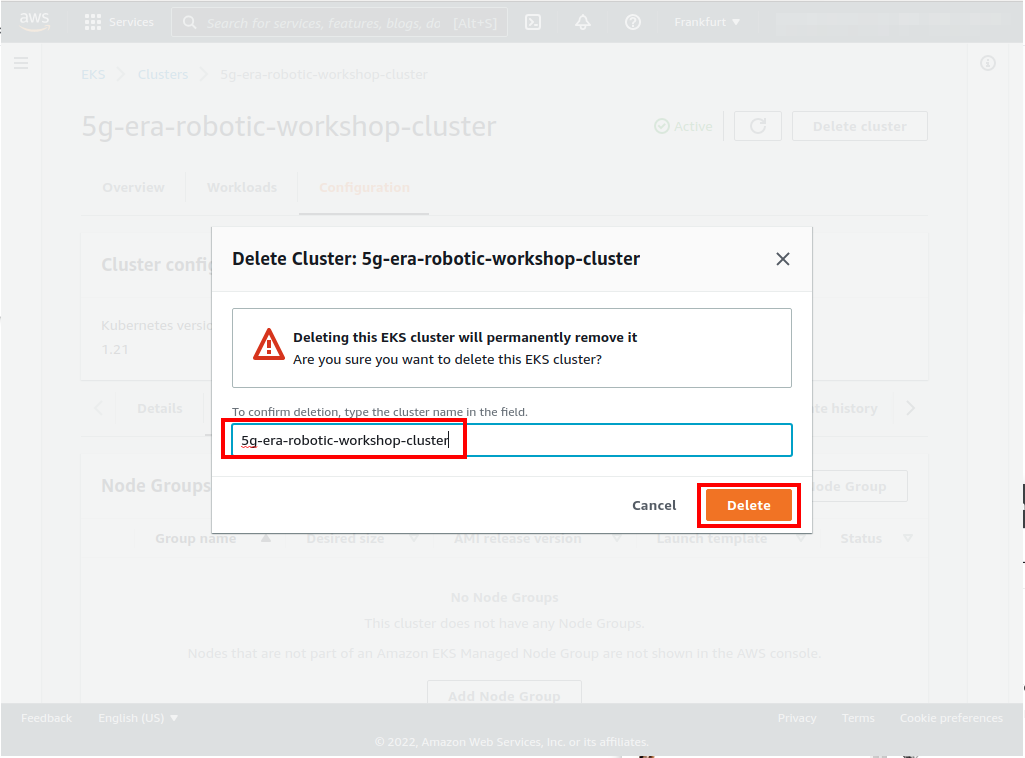 aws
Services
Search for services, features, blogs, do [Alt+S]
Frankfurt
EKS
Clusters
5g-era-robotic-workshop-cluster
5g-era-robotic-workshop-cluster
Active
Delete cluster
Overview
Workloads
Configuration
Cluster config
Kubernetes versio
1.21
Delete Cluster: 5g-era-robotic-workshop-cluster
Deleting this EKS cluster will permanently remove it
Are you sure you want to delete this EKS cluster?
To confirm deletion, type the cluster name in the field.
5g-era-robotic-workshop-cluster
Cancel
Delete
Details
te history
Node Groups
ode Group
Group name
Desired size
AMI release version
Launch template
Status
No Node Groups
This cluster does not have any Node Groups.
Nodes that are not part of an Amazon EKS Managed Node Group are not shown in the AWS console.
Add Node Group
Feedback
English (US)
Privacy
Terms
Cookie preferences
© 2022, Amazon Web Services, Inc. or its affiliates.